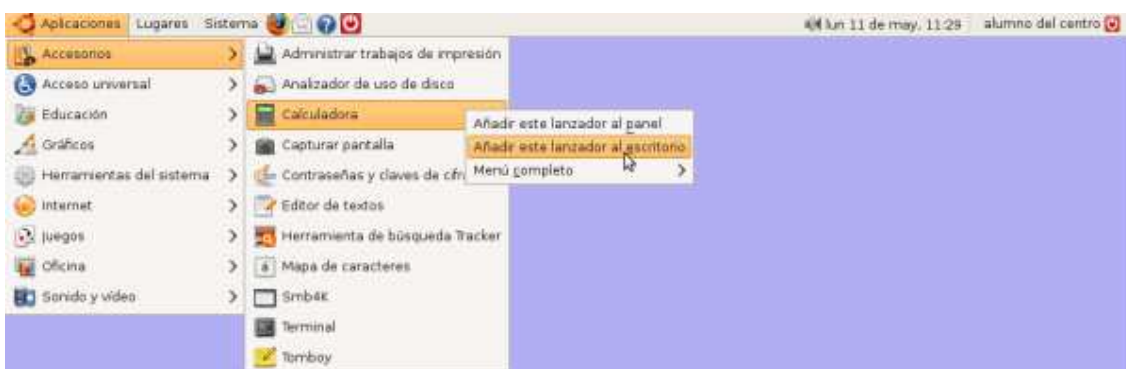 Aplicaciones Lugares Sistema lun 11 de may, 11:29 alumno del centro
Accesorios
Acceso universal
Educación
Gráficos
Herramientas del sistema
Internet
Juegos
Oficina
Sonido y vídeo
Administrar trabajos de impresión
Analizador de uso de disco
Calculadora
Capturar pantalla
Contraseñas y claves de cifr
Editor de textos
Herramienta de búsqueda Tracker
Mapa de caracteres
Smb4K
Terminal
Tomboy
Añadir este lanzador al panel
Añadir este lanzador al escritorio
Menú completo